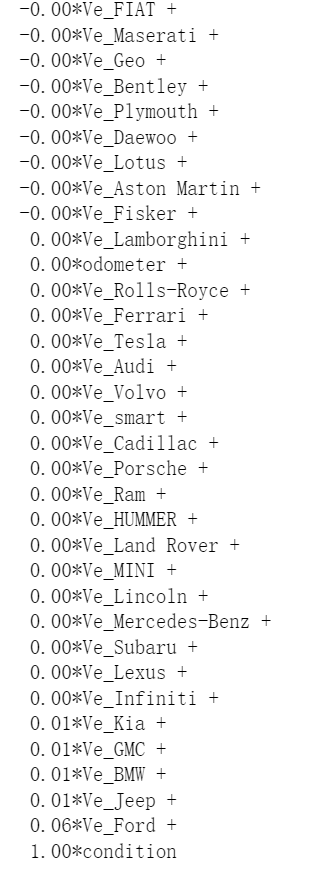 -0.00*Ve_FIAT +
-0.00*Ve_Maserati +
-0.00*Ve_Geo +
-0.00*Ve_Bentley +
-0.00*Ve_Plymouth +
-0.00*Ve_Daewoo +
-0.00*Ve_Lotus +
-0.00*Ve_Aston Martin +
-0.00*Ve_Fisker +
0.00*Ve_Lamborghini +
0.00*odometer +
0.00*Ve_Rolls-Royce +
0.00*Ve_Ferrari +
0.00*Ve_Tesla +
0.00*Ve_Audi +
0.00*Ve_Volvo +
0.00*Ve_smart +
0.00*Ve_Cadillac +
0.00*Ve_Porsche +
0.00*Ve_Ram +
0.00*Ve_HUMMER +
0.00*Ve_Land Rover +
0.00*Ve_MINI +
0.00*Ve_Lincoln +
0.00*Ve_Mercedes-Benz +
0.00*Ve_Subaru +
0.00*Ve_Lexus +
0.00*Ve_Infiniti +
0.01*Ve_Kia +
0.01*Ve_GMC +
0.01*Ve_BMW +
0.01*Ve_Jeep +
0.06*Ve_Ford +
1.00*condition